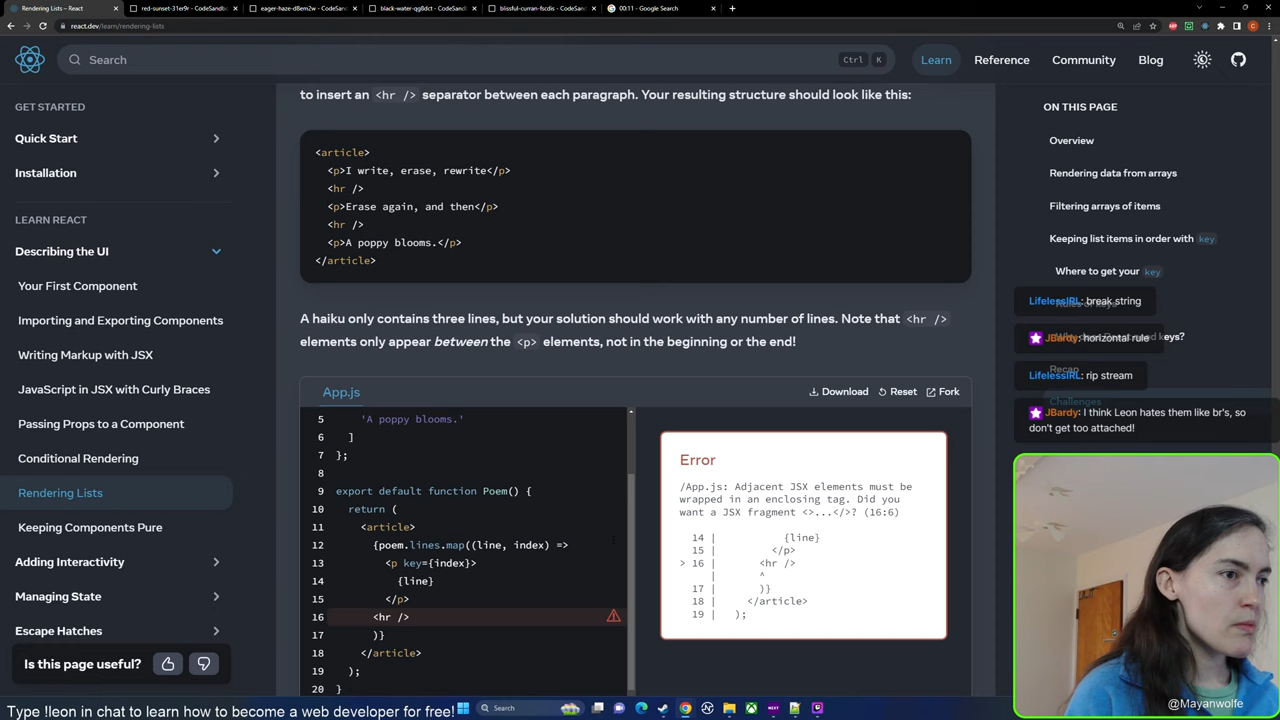 Rendering Lists – React
red-sunset-31er9r - CodeSandb
eager-haze-d8em2w - CodeSand
black-water-qg8dct - CodeSand
blissful-curran-fscdis - CodeSand
00:11 - Google Search
react.dev/learn/rendering-lists
Search
Ctrl K
Learn
Reference
Community
Blog
GET STARTED
Quick Start
Installation
LEARN REACT
Describing the UI
Your First Component
Importing and Exporting Components
Writing Markup with JSX
JavaScript in JSX with Curly Braces
Passing Props to a Component
Conditional Rendering
Rendering Lists
Keeping Components Pure
Adding Interactivity
Managing State
Escape Hatches
Is this page useful?
to insert an <hr /> separator between each paragraph. Your resulting structure should look like this:
<article>
<p>I write, erase, rewrite</p>
<hr />
<p>Erase again, and then</p>
<hr />
<p>A poppy blooms.</p>
</article>
A haiku only contains three lines, but your solution should work with any number of lines. Note that <hr />
elements only appear between the <p> elements, not in the beginning or the end!
App.js
Download
Reset
Fork
5 'A poppy blooms.'
6 ]
7 };
8
9 export default function Poem() {
10 return (
11 <article>
12 {poem.lines.map((line, index) =>
13 <p key={index}>
14 {line}
15 </p>
16 <hr />
17 )}
18 </article>
19 );
20 }
Error
/App.js: Adjacent JSX elements must be
wrapped in an enclosing tag. Did you
want a JSX fragment <>...</>? (16:6)
14 | {line}
15 | </p>
> 16 | <hr />
| ^
17 | )}
18 | </article>
19 | );
ON THIS PAGE
Overview
Rendering data from arrays
Filtering arrays of items
Keeping list items in order with key
Where to get your key
LifelessIRL: break string
JBardy: horizontal rule
keys?
Recap
LifelessIRL: rip stream
Challenges
JBardy: I think Leon hates them like br's, so
don't get too attached!
@Mayanwolfe
Type !leon in chat to learn how to become a web developer for free!
Search